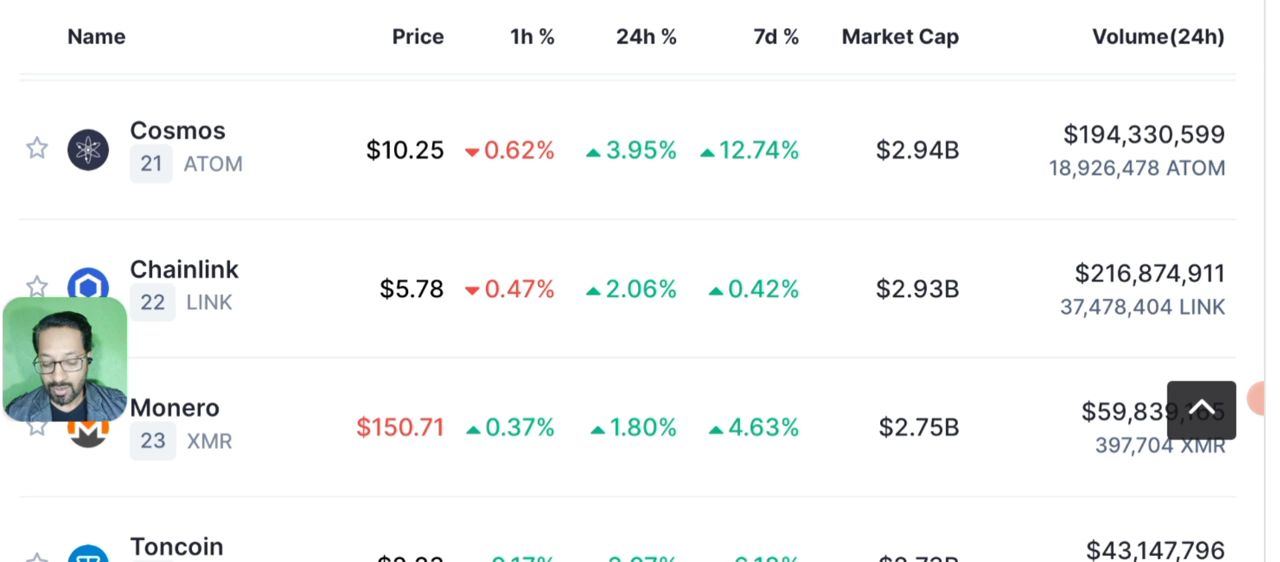 Name Price 1h % 24h % 7d % Market Cap Volume(24h)
Cosmos
21 ATOM
$10.25 ▼0.62% ▲3.95% ▲12.74% $2.94B
$194,330,599
18,926,478 ATOM
Chainlink
22 LINK
$5.78 ▼0.47% ▲2.06% ▲0.42% $2.93B
$216,874,911
37,478,404 LINK
Monero
23 XMR
$150.71 ▲0.37% ▲1.80% ▲4.63% $2.75B
$59,839,165
397,704 XMR
Toncoin
$43,147,796